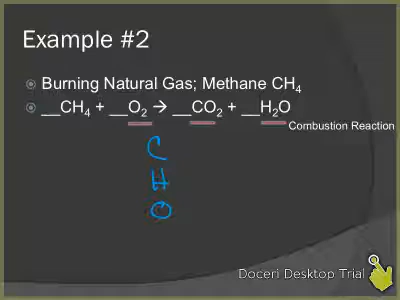 Example #2
Burning Natural Gas; Methane CH₄
__CH₄ + __O₂ → __CO₂ + __H₂O
Combustion Reaction
C
H
O
Doceri Desktop Trial